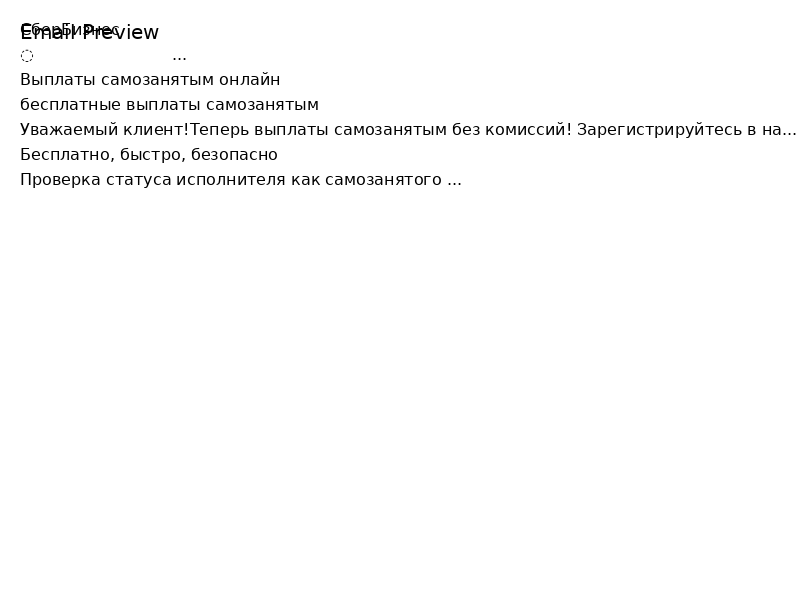 СберБизнес
Email Preview
...
Выплаты самозанятым онлайн
бесплатные выплаты самозанятым
Уважаемый клиент!Теперь выплаты самозанятым без комиссий! Зарегистрируйтесь в на...
Бесплатно, быстро, безопасно
Проверка статуса исполнителя как самозанятого ...